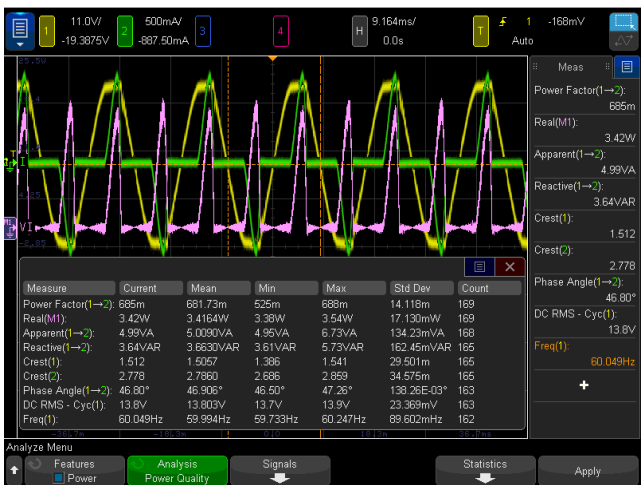 1 11.0V/ -19.3875V 2 500mA/ -887.50mA 3 4 H 9.164ms/ 0.0s T 1 -168mV Auto
Meas
Power Factor(1→2):
685m
Real(M1):
3.42W
Apparent(1→2):
4.99VA
Reactive(1→2):
3.64VAR
Crest(1):
1.512
Crest(2):
2.778
Phase Angle(1→2):
46.80°
DC RMS - Cyc(1):
13.8V
Freq(1):
60.049Hz
25.5W
4.25
-2.85
I
VI
Measure Current Mean Min Max Std Dev Count
Power Factor(1→2): 685m 681.73m 525m 688m 14.118m 169
Real(M1): 3.42W 3.4164W 3.38W 3.54W 17.130mW 169
Apparent(1→2): 4.99VA 5.0090VA 4.95VA 6.73VA 134.23mVA 168
Reactive(1→2): 3.64VAR 3.6630VAR 3.61VAR 5.73VAR 162.45mVAR 165
Crest(1): 1.512 1.5057 1.386 1.541 29.501m 165
Crest(2): 2.778 2.7860 2.686 2.859 34.575m 165
Phase Angle(1→2): 46.80° 46.906° 46.50° 47.26° 138.26E-03° 163
DC RMS - Cyc(1): 13.8V 13.803V 13.7V 13.9V 23.369mV 163
Freq(1): 60.049Hz 59.994Hz 59.733Hz 60.247Hz 89.602mHz 162
Analyze Menu
Features Analysis Signals Statistics Apply
Power Power Quality